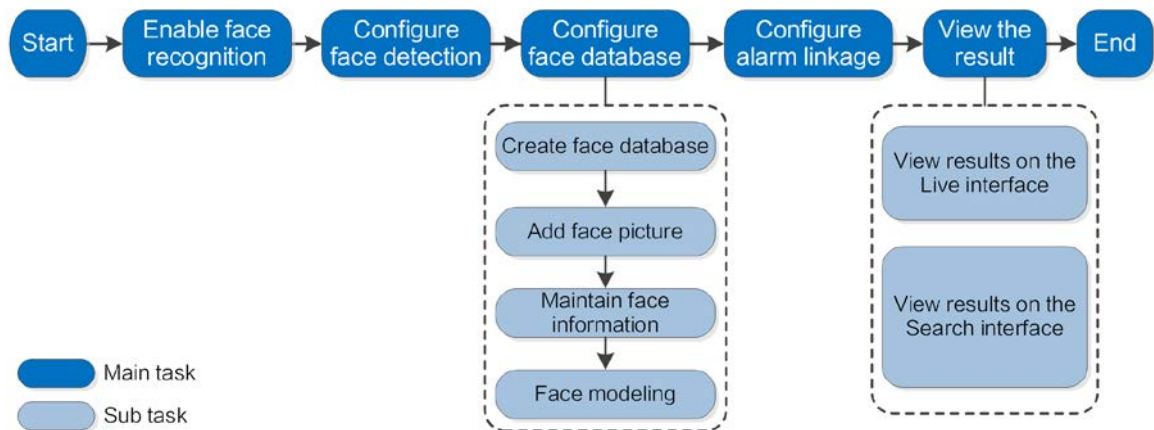 Start
Enable face
recognition
Configure
face detection
Configure
face database
Configure
alarm linkage
View the
result
End
Create face database
Add face picture
Maintain face
information
Face modeling
View results on the
Live interface
View results on the
Search interface
Main task
Sub task